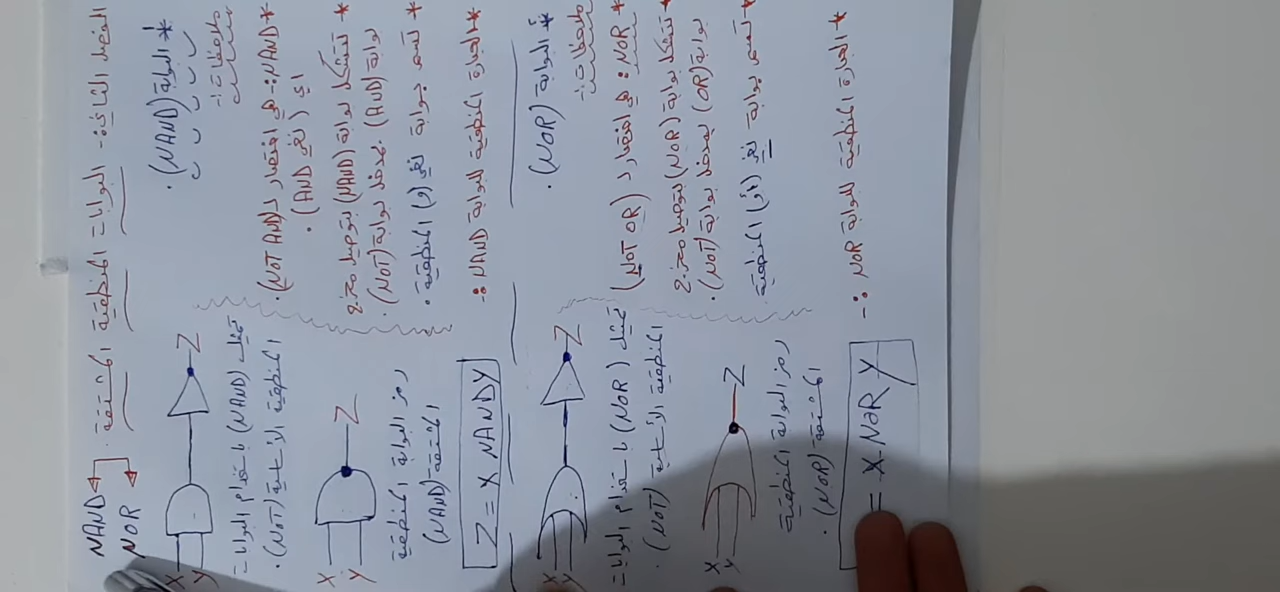 الفصل الثاني :- البوابات المنطقية المشتقة .
NAND
NOR
* البوابة (NAND) .
ملاحظات :-
* NAND :- هي اختصار لـ (NOT AND) .
اي (نفي AND) .
* تتشكل بوابة (NAND) بتوصيل مخرج
بوابة (AND) بمدخل بوابة (NOT) .
* تسمى بوابة نفي (و) المنطقية .
* العبارة المنطقية للبوابة NAND :-
X
Y
Z
تمثيل (NAND) باستخدام البوابات
المنطقية الأساسية (NOT) .
X
Y
Z
رمز البوابة المنطقية
المشتقة (NAND)
Z = X NAND Y
* البوابة (NOR) .
ملاحظات :-
* NOR : هي اختصار لـ (NOT OR)
* تتشكل بوابة (NOR) بتوصيل مخرج
بوابة (OR) بمدخل بوابة (NOT) .
* تسمى بوابة نفي (أو) المنطقية .
* العبارة المنطقية للبوابة NOR :-
X
Y
Z
تمثيل (NOR) باستخدام البوابات
المنطقية الأساسية (NOT) .
X
Y
Z
رمز البوابة المنطقية
المشتقة (NOR) .
= X NOR Y